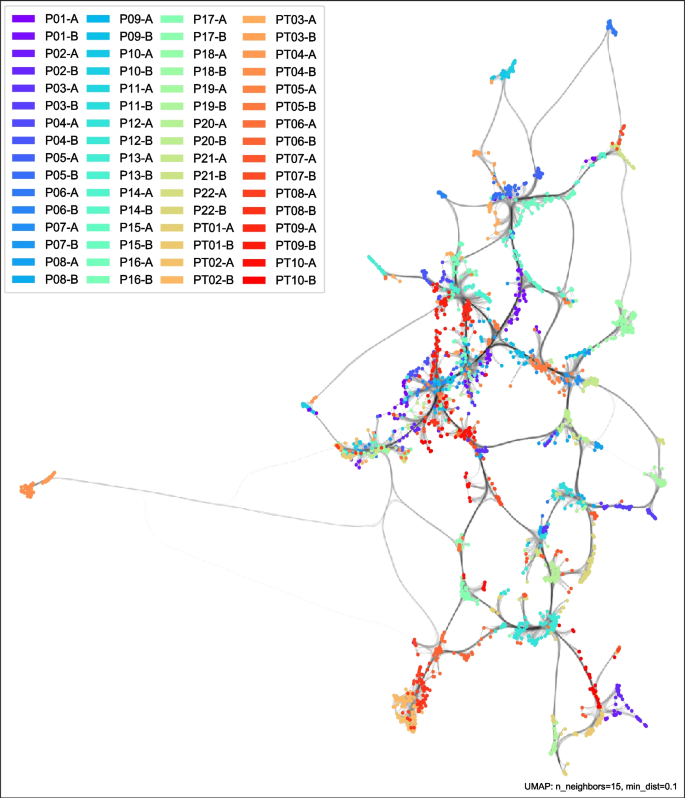 P01-A P09-A P17-A PT03-A
P01-B P09-B P17-B PT03-B
P02-A P10-A P18-A PT04-A
P02-B P10-B P18-B PT04-B
P03-A P11-A P19-A PT05-A
P03-B P11-B P19-B PT05-B
P04-A P12-A P20-A PT06-A
P04-B P12-B P20-B PT06-B
P05-A P13-A P21-A PT07-A
P05-B P13-B P21-B PT07-B
P06-A P14-A P22-A PT08-A
P06-B P14-B P22-B PT08-B
P07-A P15-A PT01-A PT09-A
P07-B P15-B PT01-B PT09-B
P08-A P16-A PT02-A PT10-A
P08-B P16-B PT02-B PT10-B
UMAP: n_neighbors=15, min_dist=0.1